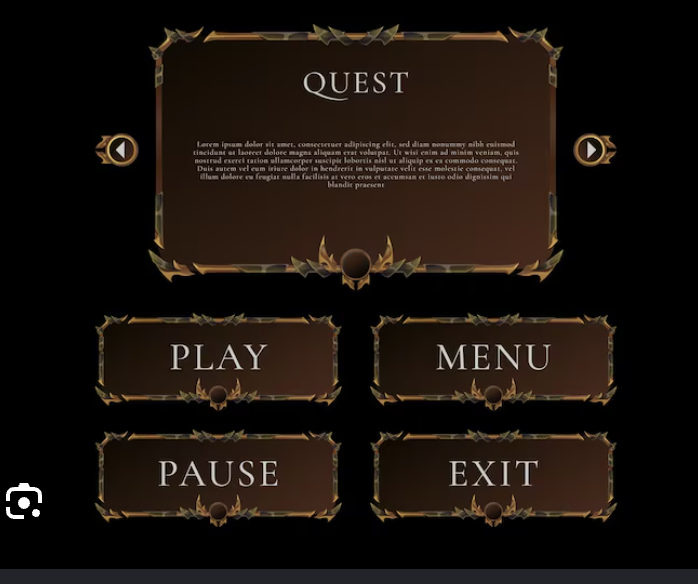 QUEST
Lorem ipsum dolor sit amet, consectetuer adipiscing elit, sed diam nonummy nibh euismod
tincidunt ut laoreet dolore magna aliquam erat volutpat. Ut wisi enim ad minim veniam, quis
nostrud exerci tation ullamcorper suscipit lobortis nisl ut aliquip ex ea commodo consequat.
Duis autem vel eum iriure dolor in hendrerit in vulputate velit esse molestie consequat, vel
illum dolore eu feugiat nulla facilisis at vero eros et accumsan et iusto odio dignissim qui
blandit praesent
PLAY
MENU
PAUSE
EXIT